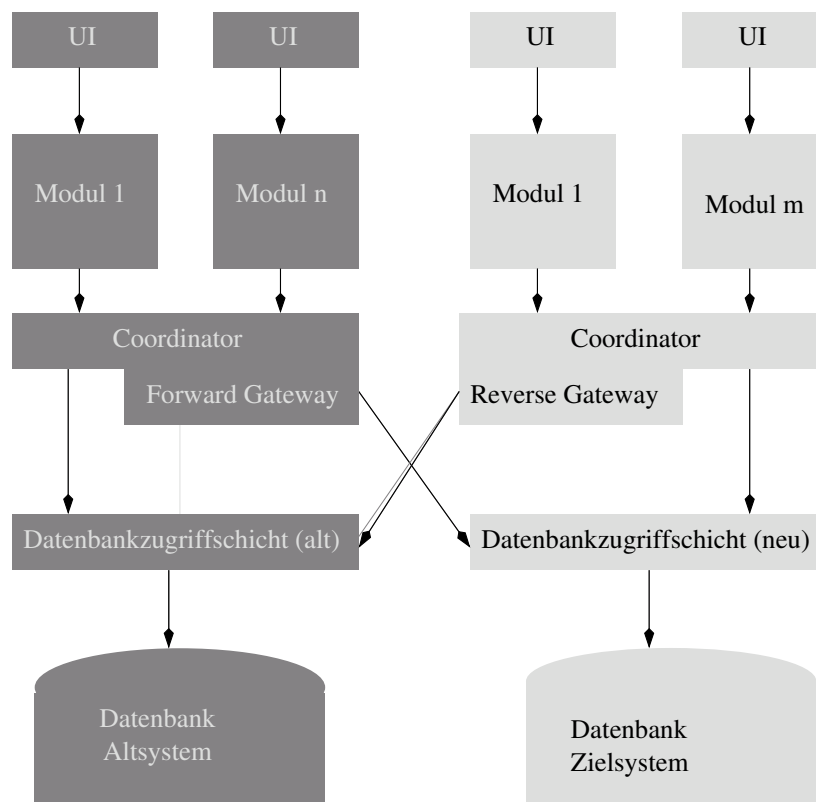 UI UI UI UI
Modul 1 Modul n Modul 1 Modul m
Coordinator Coordinator
Forward Gateway Reverse Gateway
Datenbankzugriffschicht (alt) Datenbankzugriffschicht (neu)
Datenbank
Altsystem
Datenbank
Zielsystem